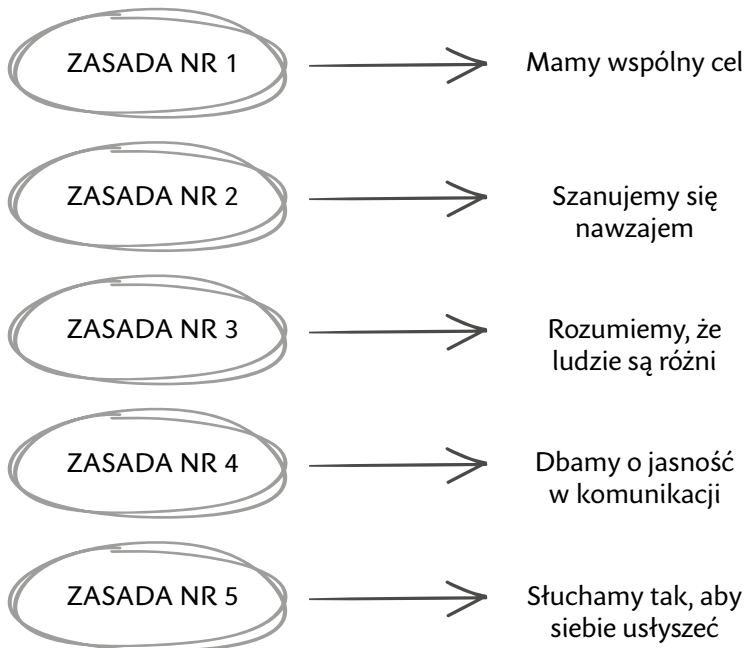 ZASADA NR 1
Mamy wspólny cel
ZASADA NR 2
Szanujemy się
nawzajem
ZASADA NR 3
Rozumiemy, że
ludzie są różni
ZASADA NR 4
Dbamy o jasność
w komunikacji
ZASADA NR 5
Słuchamy tak, aby
siebie usłyszeć